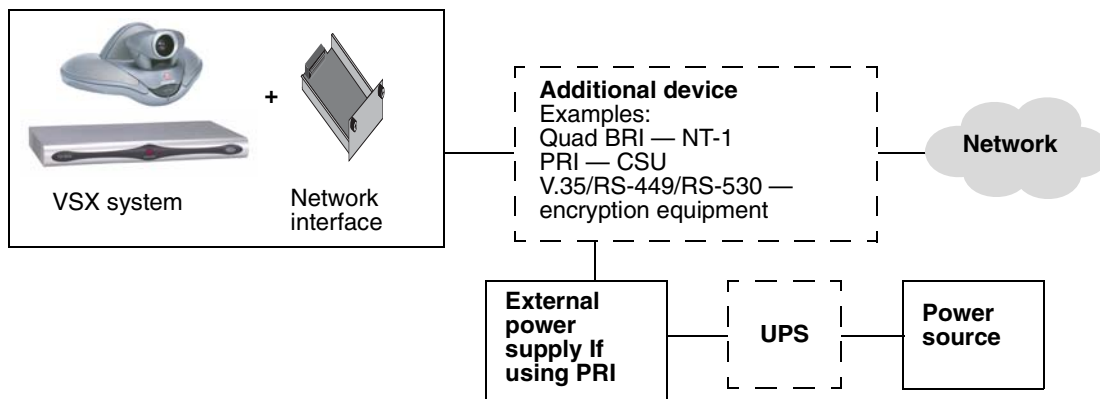 +
VSX system
Network
interface
Additional device
Examples:
Quad BRI — NT-1
PRI — CSU
V.35/RS-449/RS-530 —
encryption equipment
Network
External
power
supply If
using PRI
UPS
Power
source